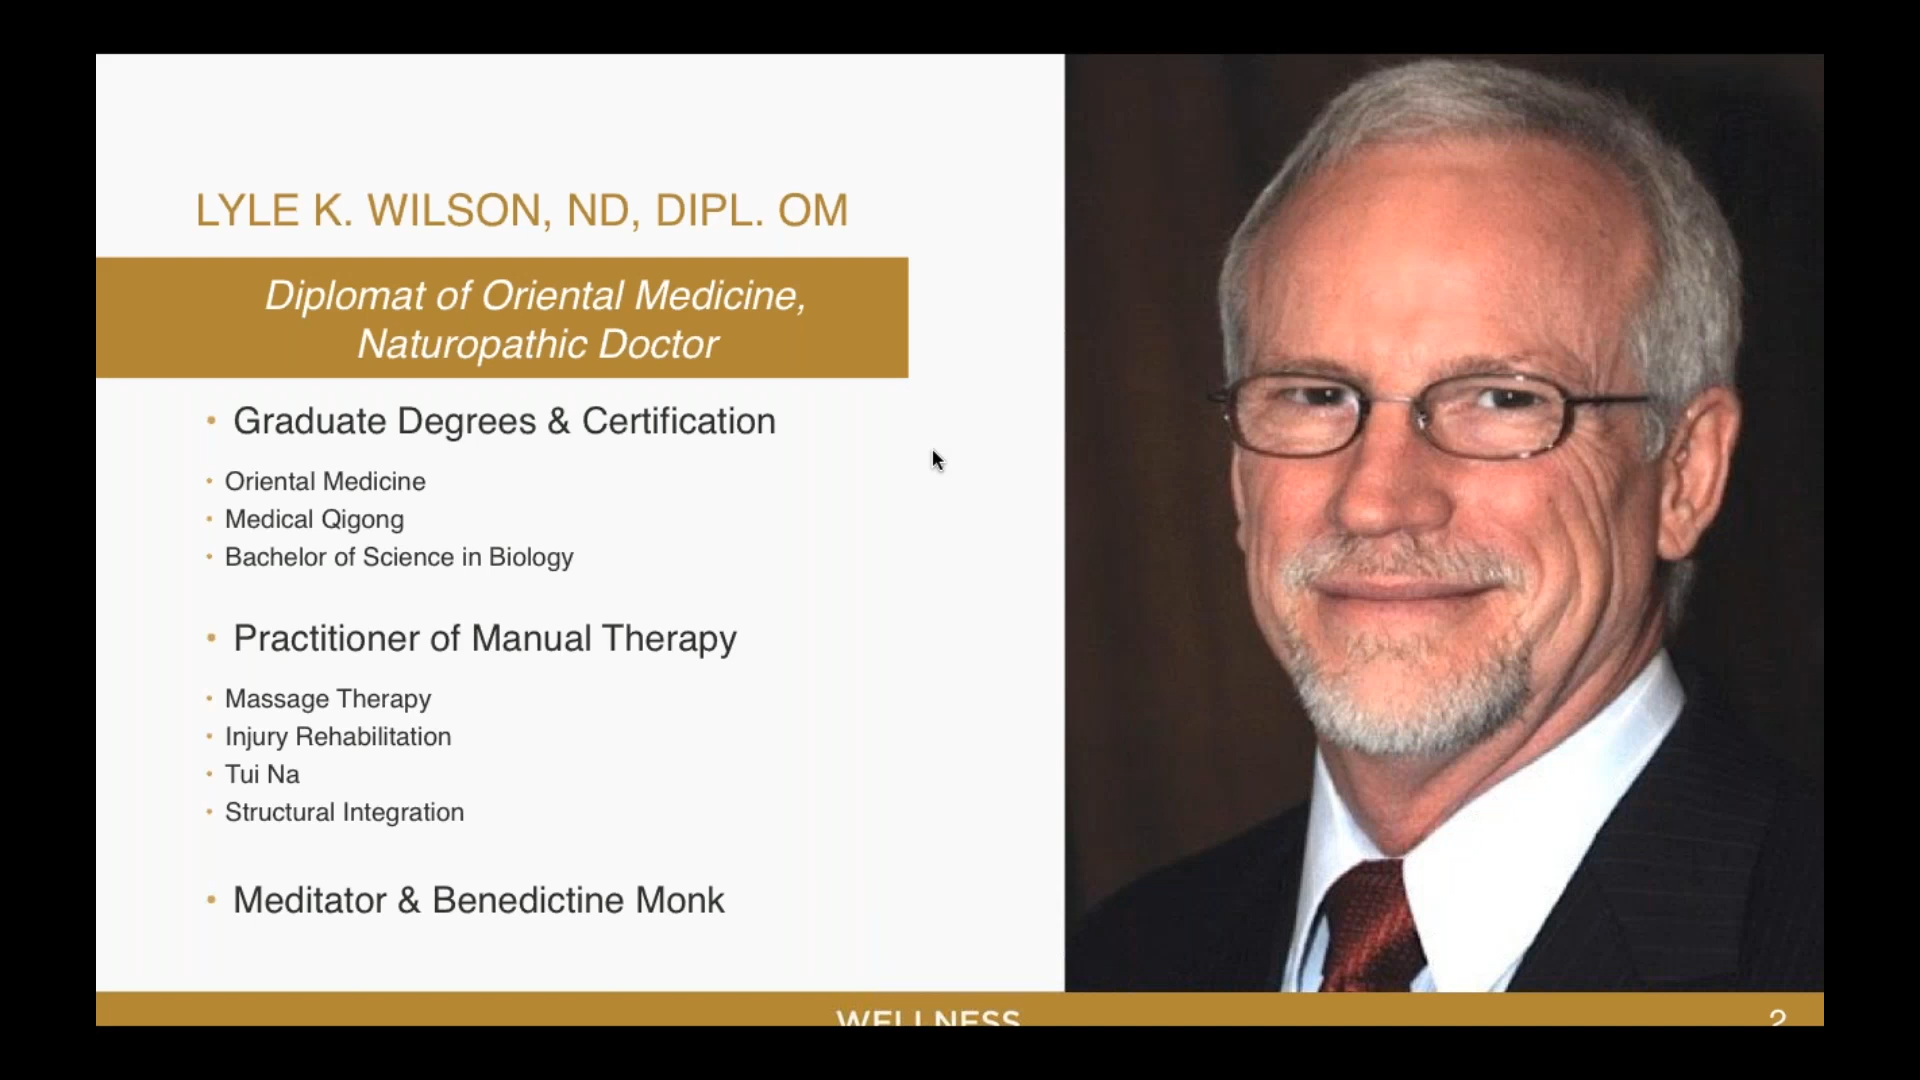 LYLE K. WILSON, ND, DIPL. OM
Diplomat of Oriental Medicine,
Naturopathic Doctor
• Graduate Degrees & Certification
• Oriental Medicine
• Medical Qigong
• Bachelor of Science in Biology
• Practitioner of Manual Therapy
• Massage Therapy
• Injury Rehabilitation
• Tui Na
• Structural Integration
• Meditator & Benedictine Monk
WELLNESS
2